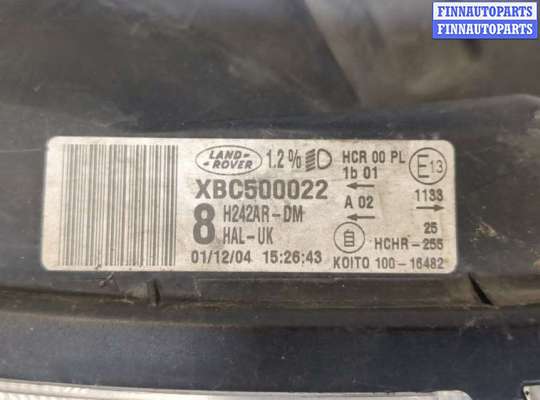 FINNAUTOPARTS
FINNAUTOPARTS
LAND-
-ROVER 1.2% HCR 00 PL E13
1b 01
XBC500022 A 02 1133
8 H242AR-DM
HAL-UK 25
HCHR-255
01/12/04 15:26:43 KOITO 100-16482